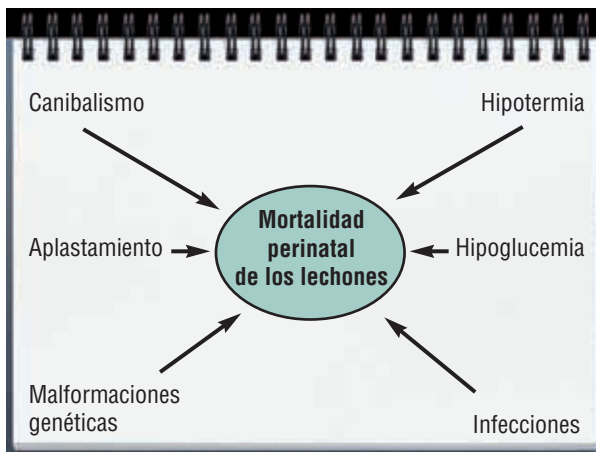 Canibalismo
Hipotermia
Mortalidad
perinatal
de los lechones
Aplastamiento
Hipoglucemia
Malformaciones
genéticas
Infecciones